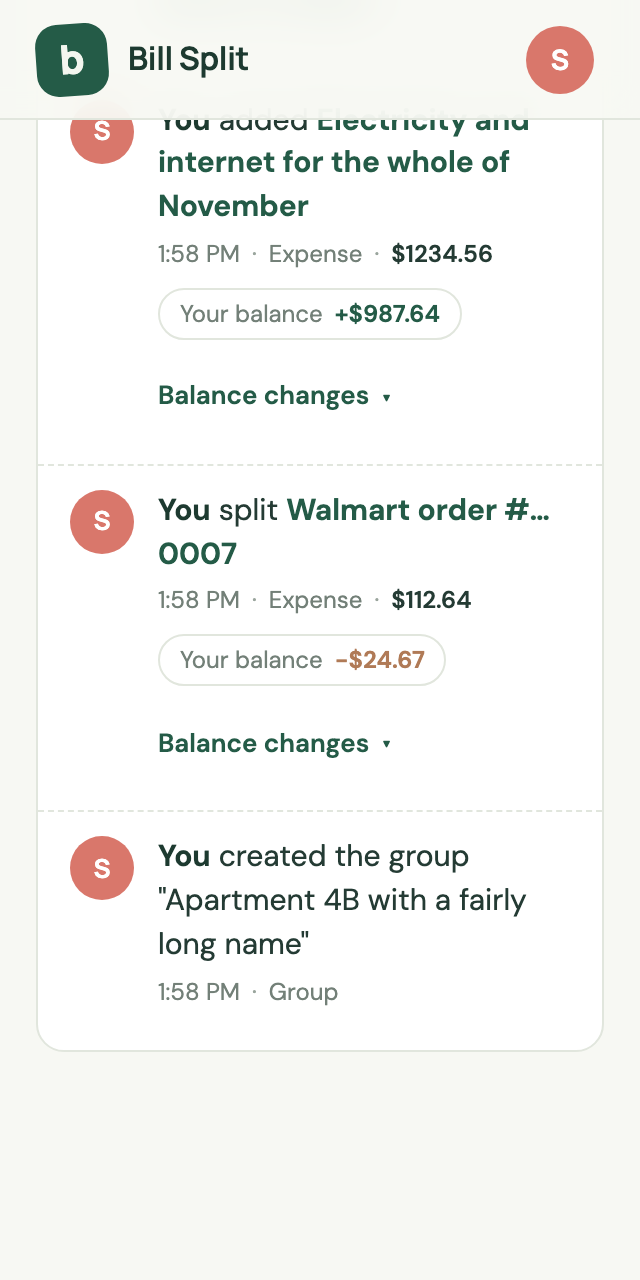 b Bill Split S
S You added Electricity and
internet for the whole of
November
1:58 PM · Expense · $1234.56
Your balance +$987.64
Balance changes ▾
S You split Walmart order #…
0007
1:58 PM · Expense · $112.64
Your balance -$24.67
Balance changes ▾
S You created the group
"Apartment 4B with a fairly
long name"
1:58 PM · Group